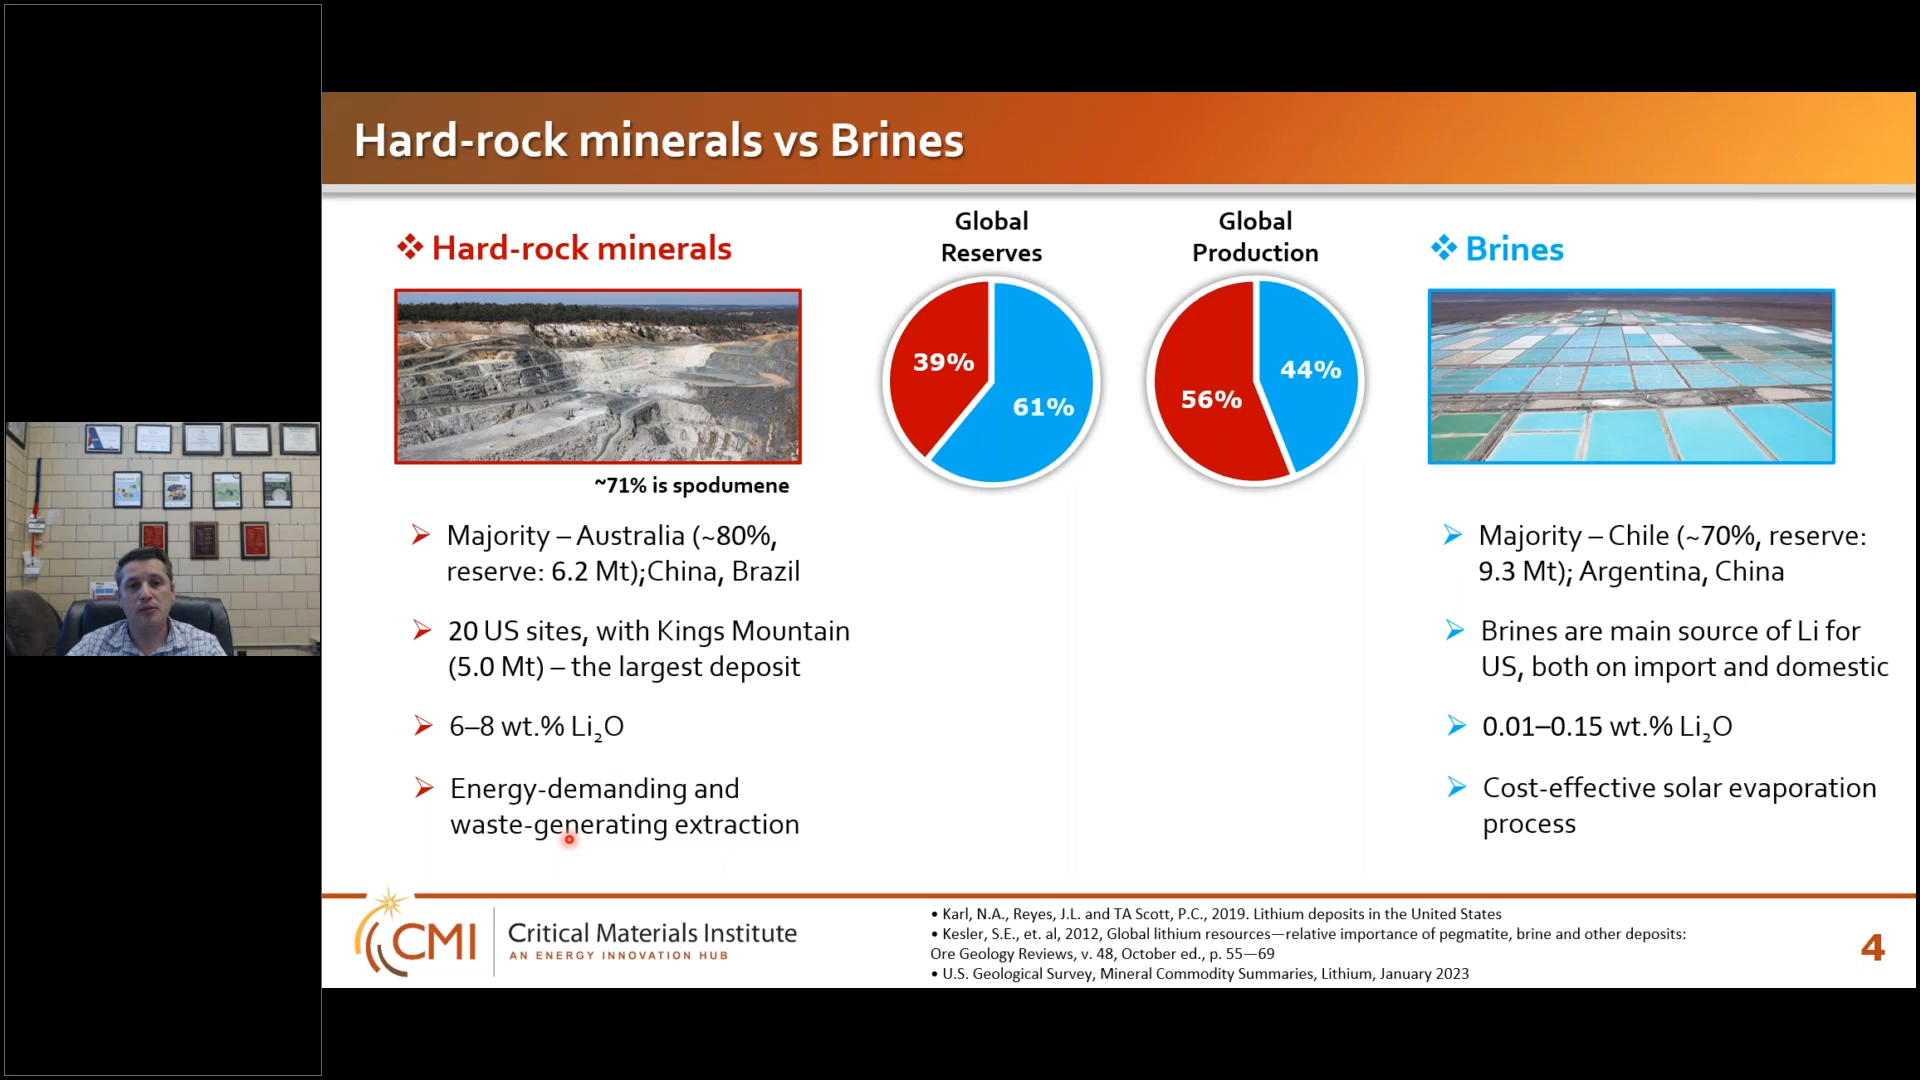 Hard-rock minerals vs Brines
❖ Hard-rock minerals
Global
Reserves
39%
61%
Global
Production
56%
44%
❖ Brines
~71% is spodumene
➢ Majority – Australia (~80%,
reserve: 6.2 Mt);China, Brazil
➢ 20 US sites, with Kings Mountain
(5.0 Mt) – the largest deposit
➢ 6–8 wt.% Li₂O
➢ Energy-demanding and
waste-generating extraction
➢ Majority – Chile (~70%, reserve:
9.3 Mt); Argentina, China
➢ Brines are main source of Li for
US, both on import and domestic
➢ 0.01–0.15 wt.% Li₂O
➢ Cost-effective solar evaporation
process
CMI
Critical Materials Institute
AN ENERGY INNOVATION HUB
• Karl, N.A., Reyes, J.L. and TA Scott, P.C., 2019. Lithium deposits in the United States
• Kesler, S.E., et. al, 2012, Global lithium resources—relative importance of pegmatite, brine and other deposits:
Ore Geology Reviews, v. 48, October ed., p. 55—69
• U.S. Geological Survey, Mineral Commodity Summaries, Lithium, January 2023
4